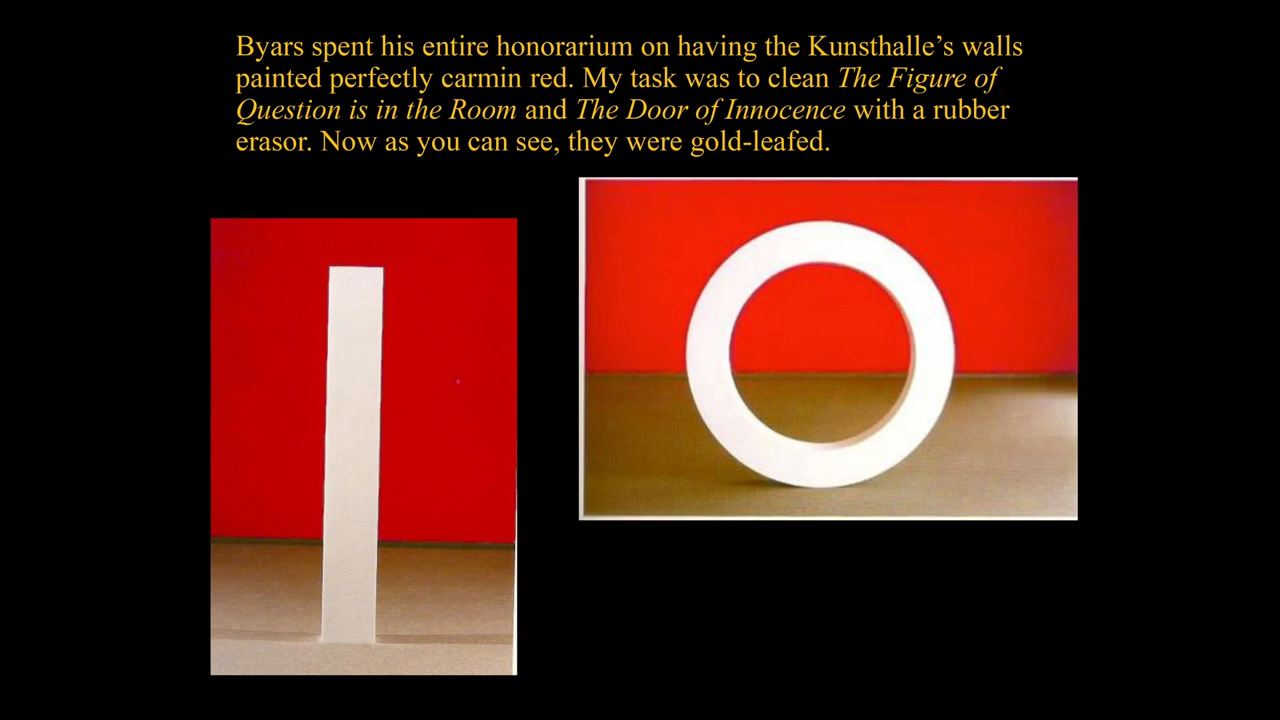 Byars spent his entire honorarium on having the Kunsthalle’s walls
painted perfectly carmin red. My task was to clean The Figure of
Question is in the Room and The Door of Innocence with a rubber
erasor. Now as you can see, they were gold-leafed.